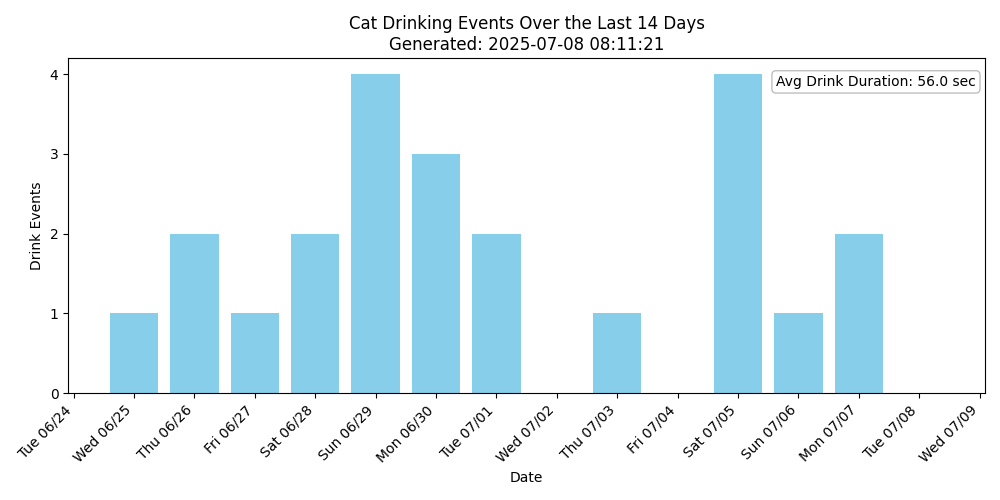 Cat Drinking Events Over the Last 14 Days
Generated: 2025-07-08 08:11:21
Avg Drink Duration: 56.0 sec
Drink Events
4
3
2
1
0
Tue 06/24
Wed 06/25
Thu 06/26
Fri 06/27
Sat 06/28
Sun 06/29
Mon 06/30
Tue 07/01
Wed 07/02
Thu 07/03
Fri 07/04
Sat 07/05
Sun 07/06
Mon 07/07
Tue 07/08
Wed 07/09
Date